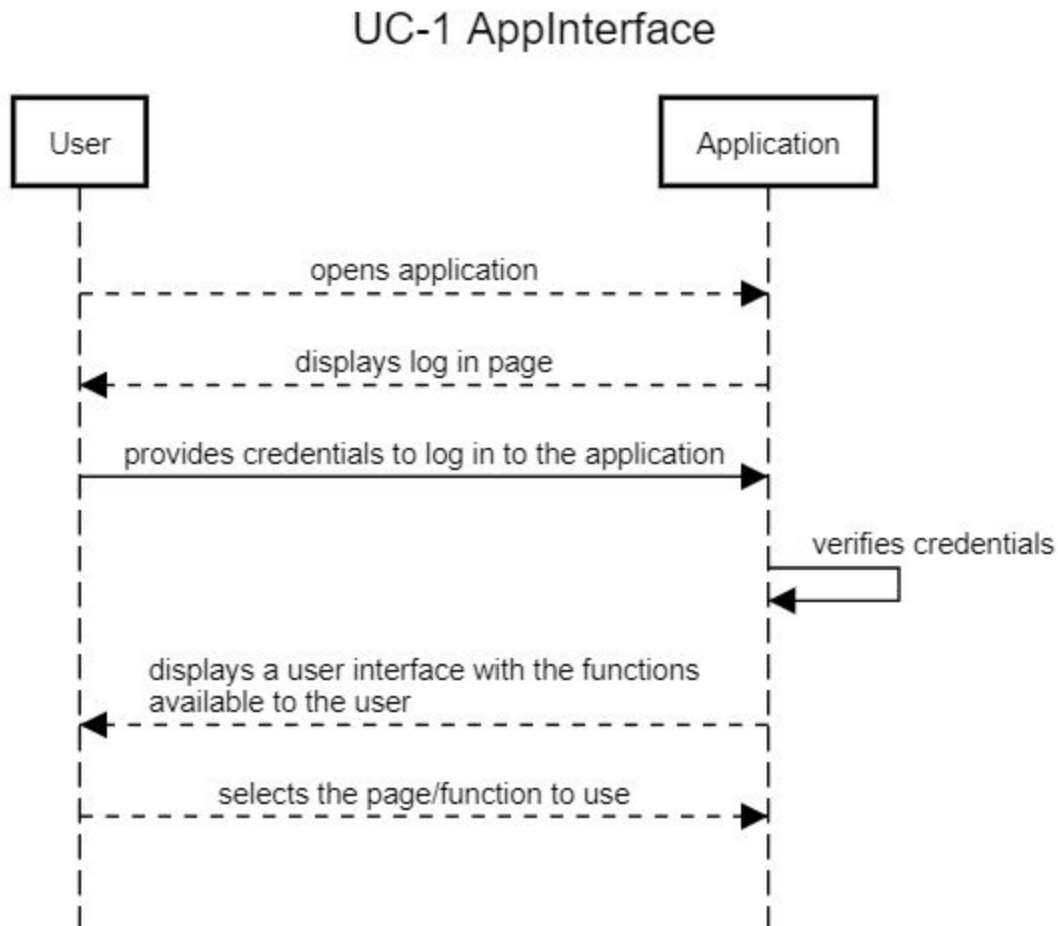 UC-1 AppInterface
User
Application
opens application
displays log in page
provides credentials to log in to the application
verifies credentials
displays a user interface with the functions
available to the user
selects the page/function to use